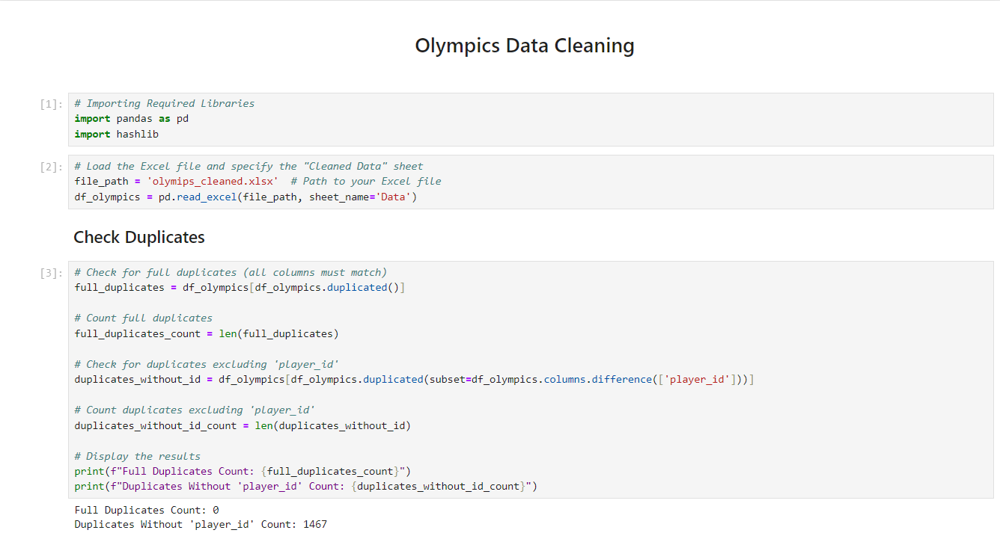 Olympics Data Cleaning
[1]:
# Importing Required Libraries
import pandas as pd
import hashlib
[2]:
# Load the Excel file and specify the "Cleaned Data" sheet
file_path = 'olymips_cleaned.xlsx'  # Path to your Excel file
df_olympics = pd.read_excel(file_path, sheet_name='Data')
Check Duplicates
[3]:
# Check for full duplicates (all columns must match)
full_duplicates = df_olympics[df_olympics.duplicated()]
# Count full duplicates
full_duplicates_count = len(full_duplicates)
# Check for duplicates excluding 'player_id'
duplicates_without_id = df_olympics[df_olympics.duplicated(subset=df_olympics.columns.difference(['player_id']))]
# Count duplicates excluding 'player_id'
duplicates_without_id_count = len(duplicates_without_id)
# Display the results
print(f"Full Duplicates Count: {full_duplicates_count}")
print(f"Duplicates Without 'player_id' Count: {duplicates_without_id_count}")
Full Duplicates Count: 0
Duplicates Without 'player_id' Count: 1467